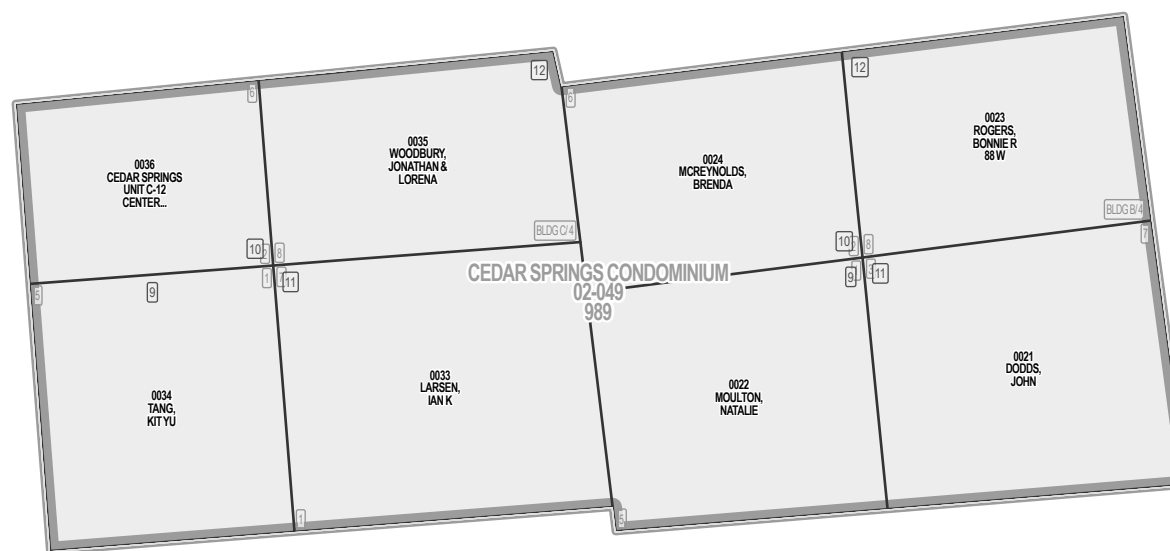 12
12
6
6
0023
ROGERS,
BONNIE R
88 W
0035
WOODBURY,
JONATHAN &
LORENA
0024
MCREYNOLDS,
BRENDA
0036
CEDAR SPRINGS
UNIT C-12
CENTER...
BLDG B/4
BLDG C/4
7
10
8
10
8
CEDAR SPRINGS CONDOMINIUM
02-049
989
1
11
9
11
5
9
0021
DODDS,
JOHN
0033
LARSEN,
IAN K
0022
MOULTON,
NATALIE
0034
TANG,
KIT YU
1
5